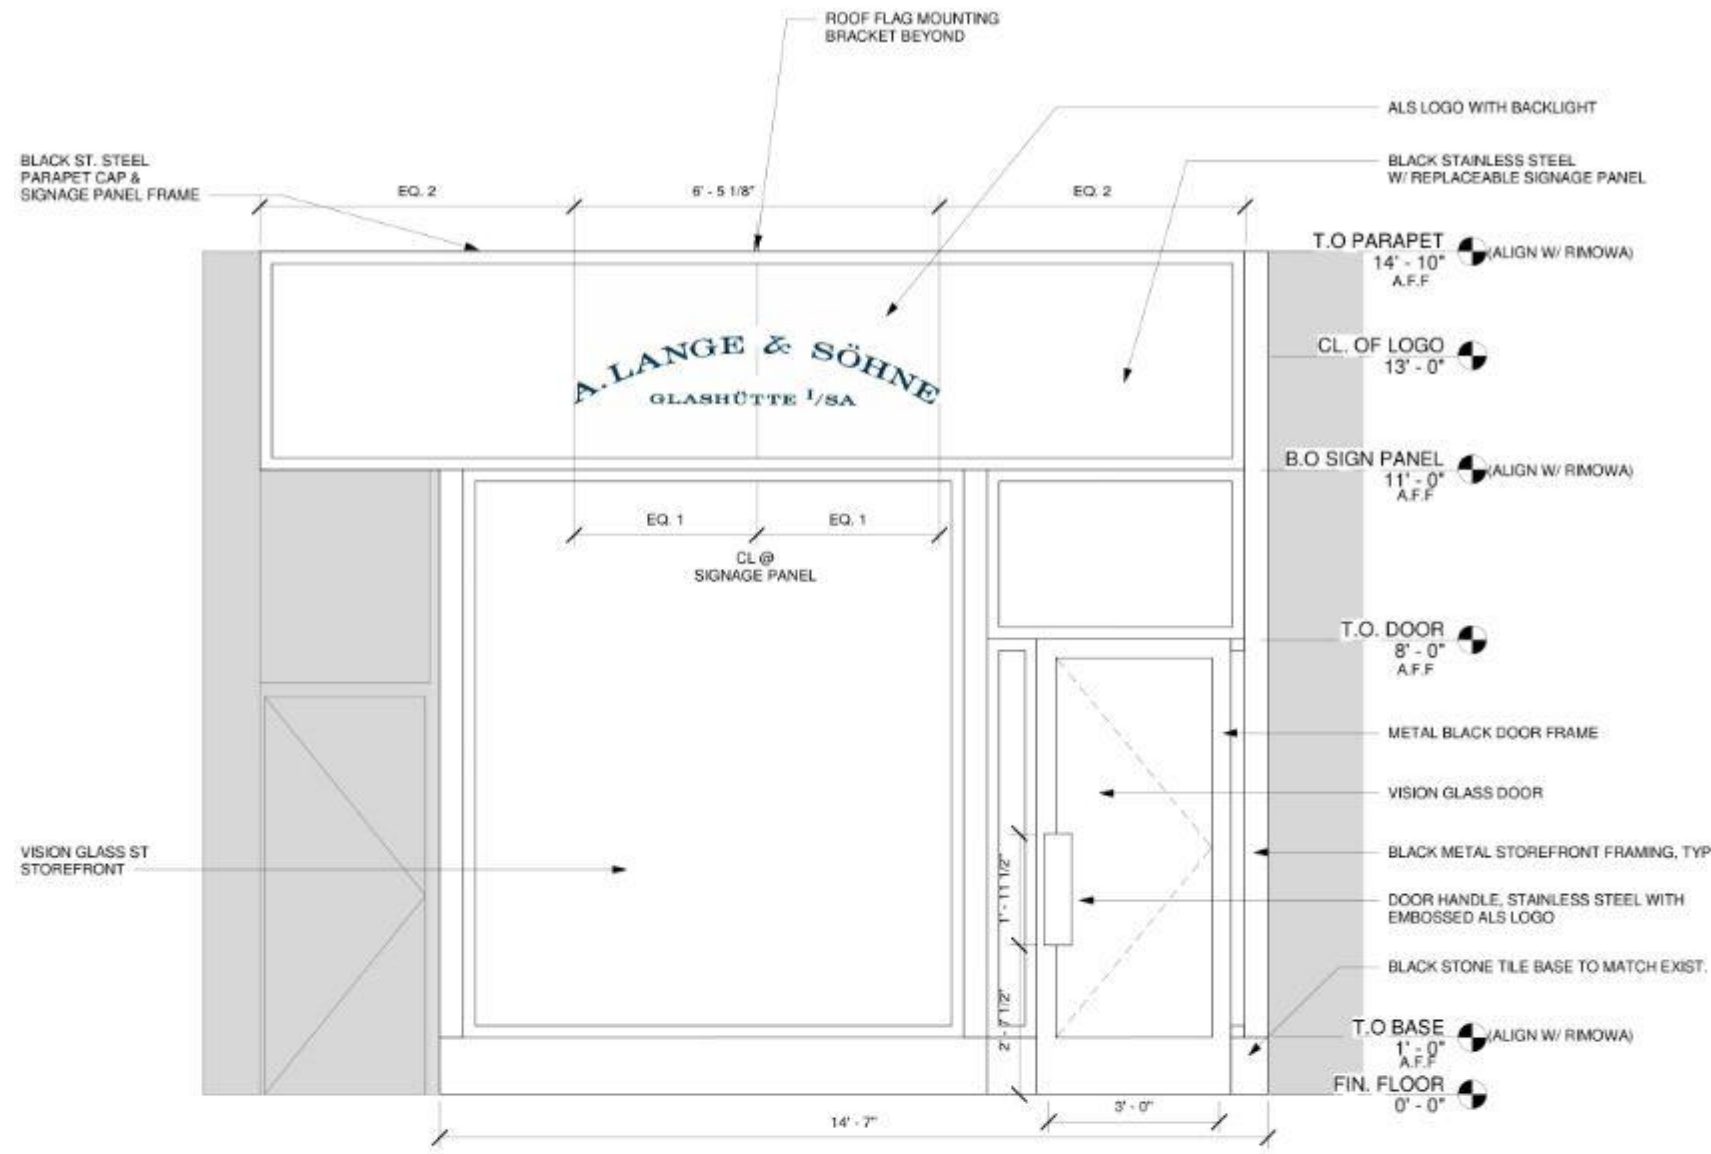 ROOF FLAG MOUNTING
BRACKET BEYOND
ALS LOGO WITH BACKLIGHT
BLACK ST. STEEL
PARAPET CAP &
SIGNAGE PANEL FRAME
BLACK STAINLESS STEEL
W/ REPLACEABLE SIGNAGE PANEL
EQ. 2
6' - 5 1/8"
EQ. 2
T.O PARAPET
14' - 10"
A.F.F
(ALIGN W/ RIMOWA)
A. LANGE & SÖHNE
GLASHÜTTE I/SA
CL. OF LOGO
13' - 0"
B.O SIGN PANEL
11' - 0"
A.F.F
(ALIGN W/ RIMOWA)
EQ. 1
EQ. 1
CL @
SIGNAGE PANEL
T.O. DOOR
8' - 0"
A.F.F
METAL BLACK DOOR FRAME
VISION GLASS DOOR
VISION GLASS ST
STOREFRONT
BLACK METAL STOREFRONT FRAMING, TYP
1' - 11 1/2"
DOOR HANDLE, STAINLESS STEEL WITH
EMBOSSED ALS LOGO
BLACK STONE TILE BASE TO MATCH EXIST.
2' - 7 1/2"
T.O BASE
1' - 0"
A.F.F
(ALIGN W/ RIMOWA)
FIN. FLOOR
0' - 0"
3' - 0"
14' - 7"